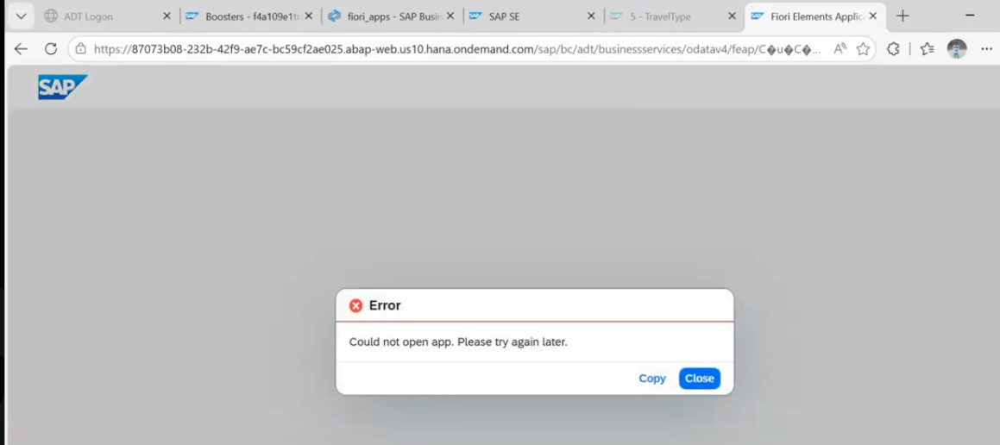 ADT Logon
Boosters - f4a109e1tr
fiori_apps - SAP Busin
SAP SE
5 - TravelType
Fiori Elements Applic
https://87073b08-232b-42f9-ae7c-bc59cf2ae025.abap-web.us10.hana.ondemand.com/sap/bc/adt/businessservices/odatav4/feap/C�u�C�...
SAP
Error
Could not open app. Please try again later.
Copy
Close